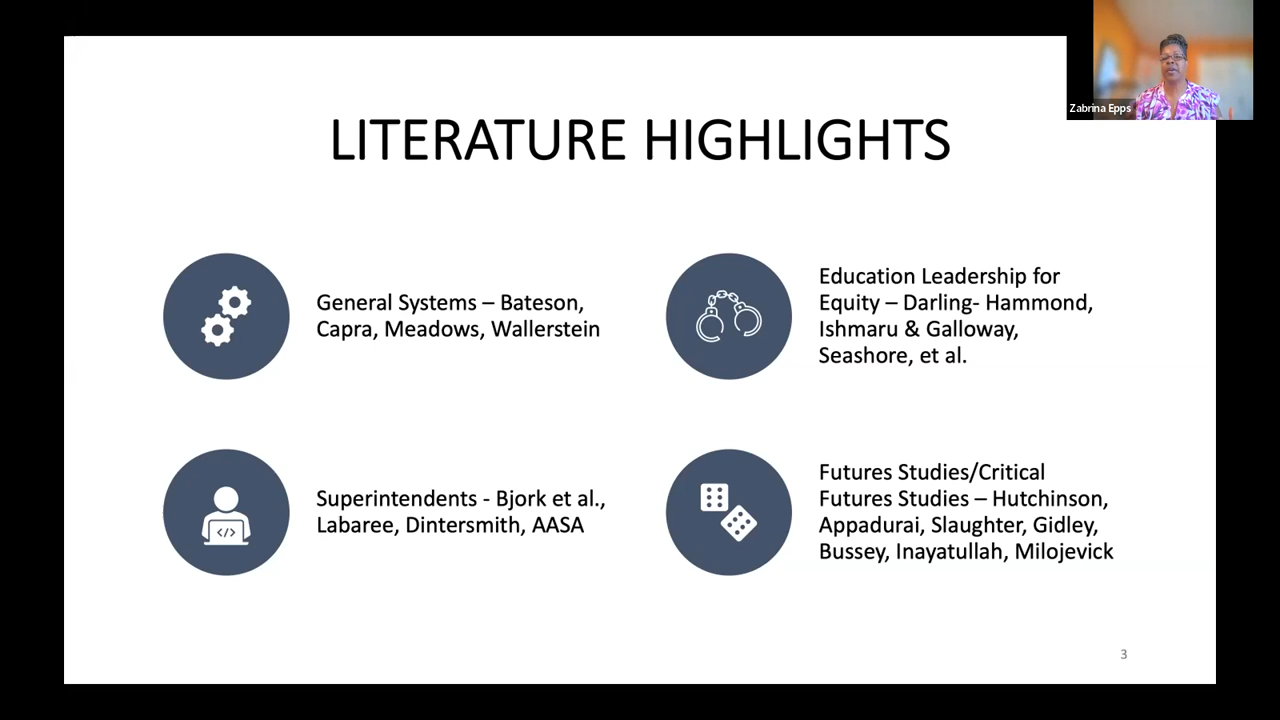 Zabrina Epps
LITERATURE HIGHLIGHTS
General Systems – Bateson,
Capra, Meadows, Wallerstein
Education Leadership for
Equity – Darling- Hammond,
Ishmaru & Galloway,
Seashore, et al.
Superintendents - Bjork et al.,
Labaree, Dintersmith, AASA
Futures Studies/Critical
Futures Studies – Hutchinson,
Appadurai, Slaughter, Gidley,
Bussey, Inayatullah, Milojevick
3